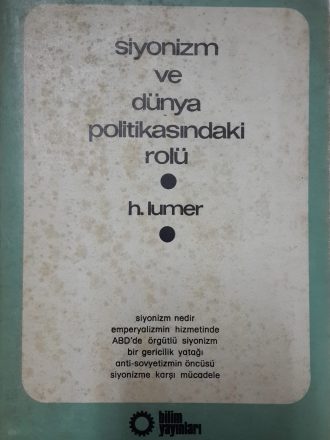 siyonizm
ve
dünya
politikasındaki
rolü
h. lumer
siyonizm nedir
emperyalizmin hizmetinde
ABD'de örgütlü siyonizm
bir gericilik yatağı
anti-sovyetizmin öncüsü
siyonizme karşı mücadele
bilim
yayınları